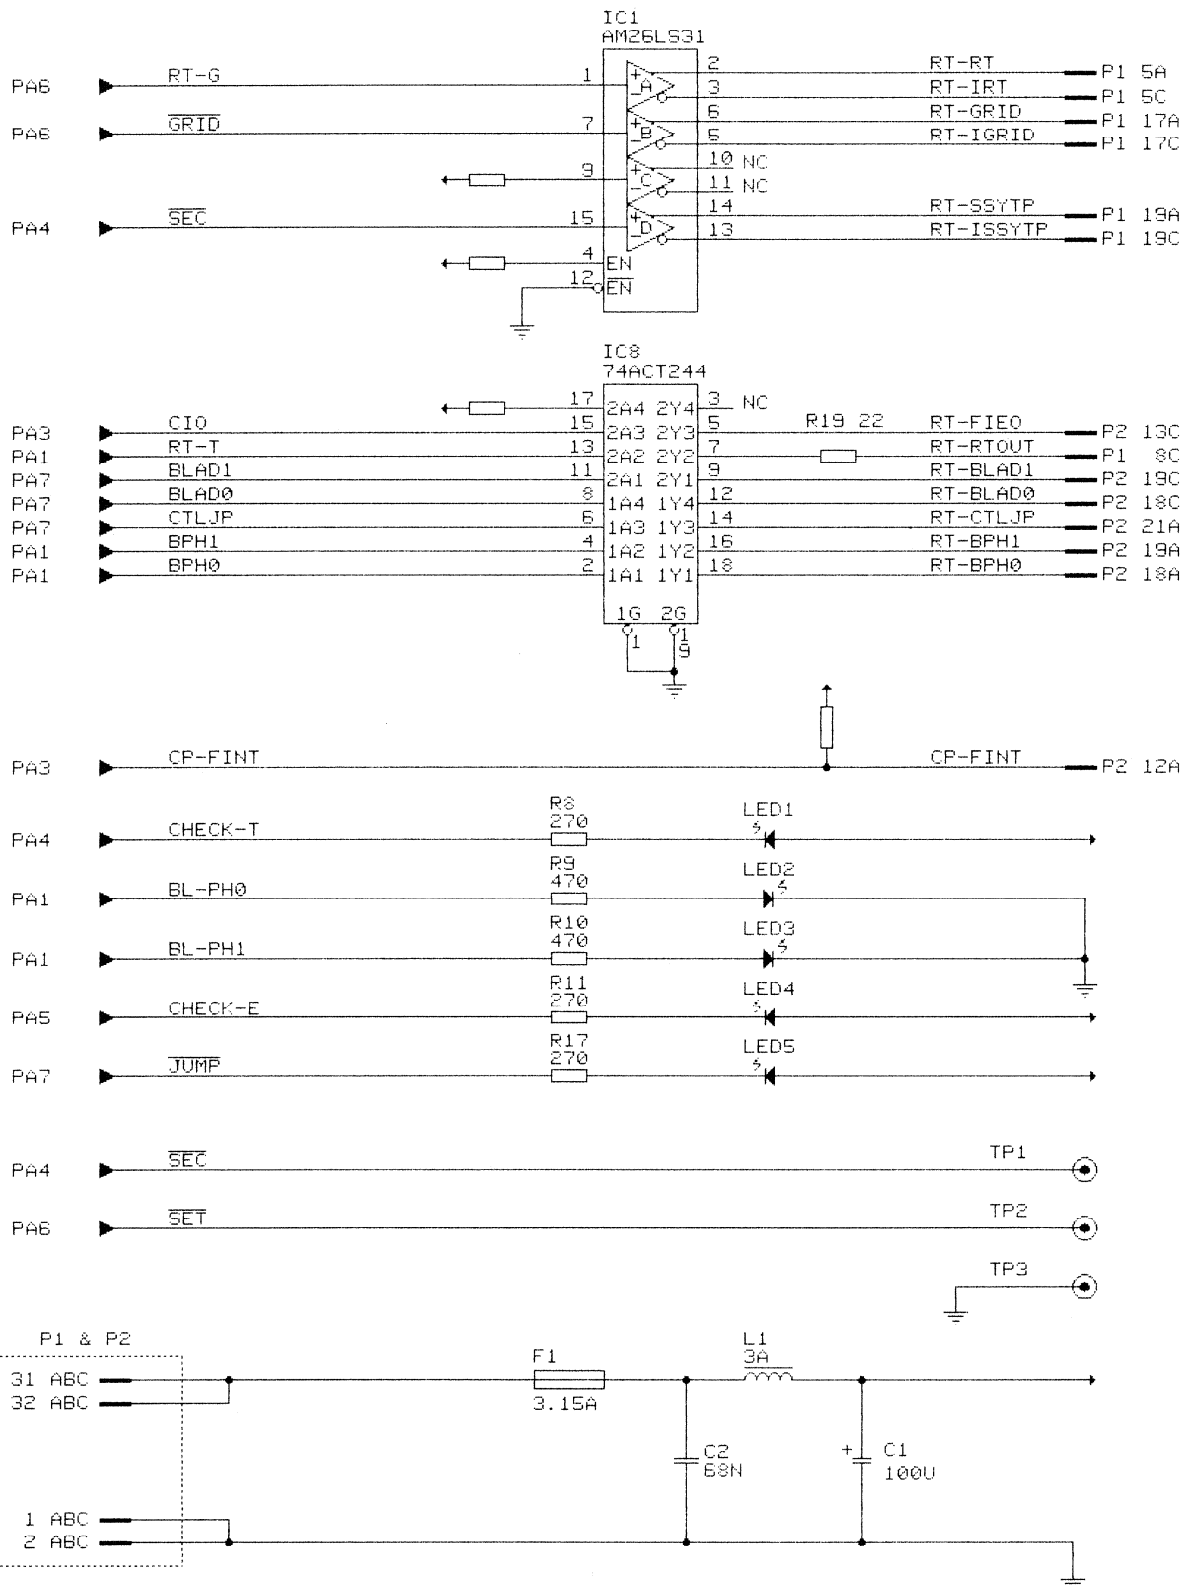 IC1
AM26LS31
PA6 RT-G 1 + - A 2 RT-RT P1 5A
3 RT-IRT P1 5C
PA6 GRID 7 + - B 6 RT-GRID P1 17A
5 RT-IGRID P1 17C
9 + - C 10 NC
11 NC
PA4 SEC 15 + - D 14 RT-SSYTP P1 19A
13 RT-ISSYTP P1 19C
4 EN
12 EN
IC8
74ACT244
17 2A4 2Y4 3 NC
PA3 CIO 15 2A3 2Y3 5 R19 22 RT-FIEO P2 13C
PA1 RT-T 13 2A2 2Y2 7 RT-RTOUT P1 8C
PA7 BLAD1 11 2A1 2Y1 9 RT-BLAD1 P2 19C
PA7 BLAD0 8 1A4 1Y4 12 RT-BLAD0 P2 18C
PA7 CTLJP 6 1A3 1Y3 14 RT-CTLJP P2 21A
PA1 BPH1 4 1A2 1Y2 16 RT-BPH1 P2 19A
PA1 BPH0 2 1A1 1Y1 18 RT-BPH0 P2 18A
1G 2G
1 19
PA3 CP-FINT CP-FINT P2 12A
R8 LED1
PA4 CHECK-T 270
R9 LED2
PA1 BL-PH0 470
R10 LED3
PA1 BL-PH1 470
R11 LED4
PA5 CHECK-E 270
R17 LED5
PA7 JUMP 270
PA4 SEC TP1
PA6 SET TP2
TP3
P1 & P2
31 ABC F1 L1 3A
32 ABC 3.15A
C2 68N + C1 100U
1 ABC
2 ABC